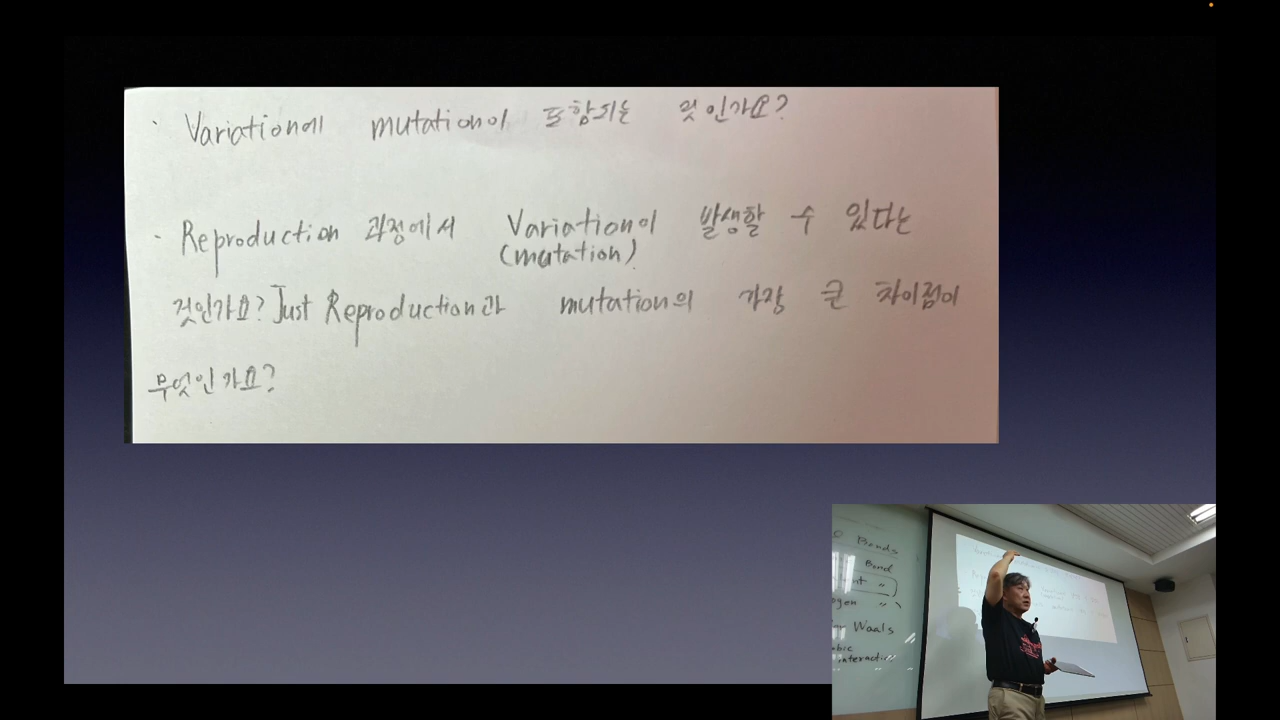 · Variation에 mutation이 포함되는 것인가요?
· Reproduction 과정에서 Variation이 발생할 수 있다는
(mutation)
것인가요? Just Reproduction과 mutation의 가장 큰 차이점이
무엇인가요?
Bonds
Bond
Waals